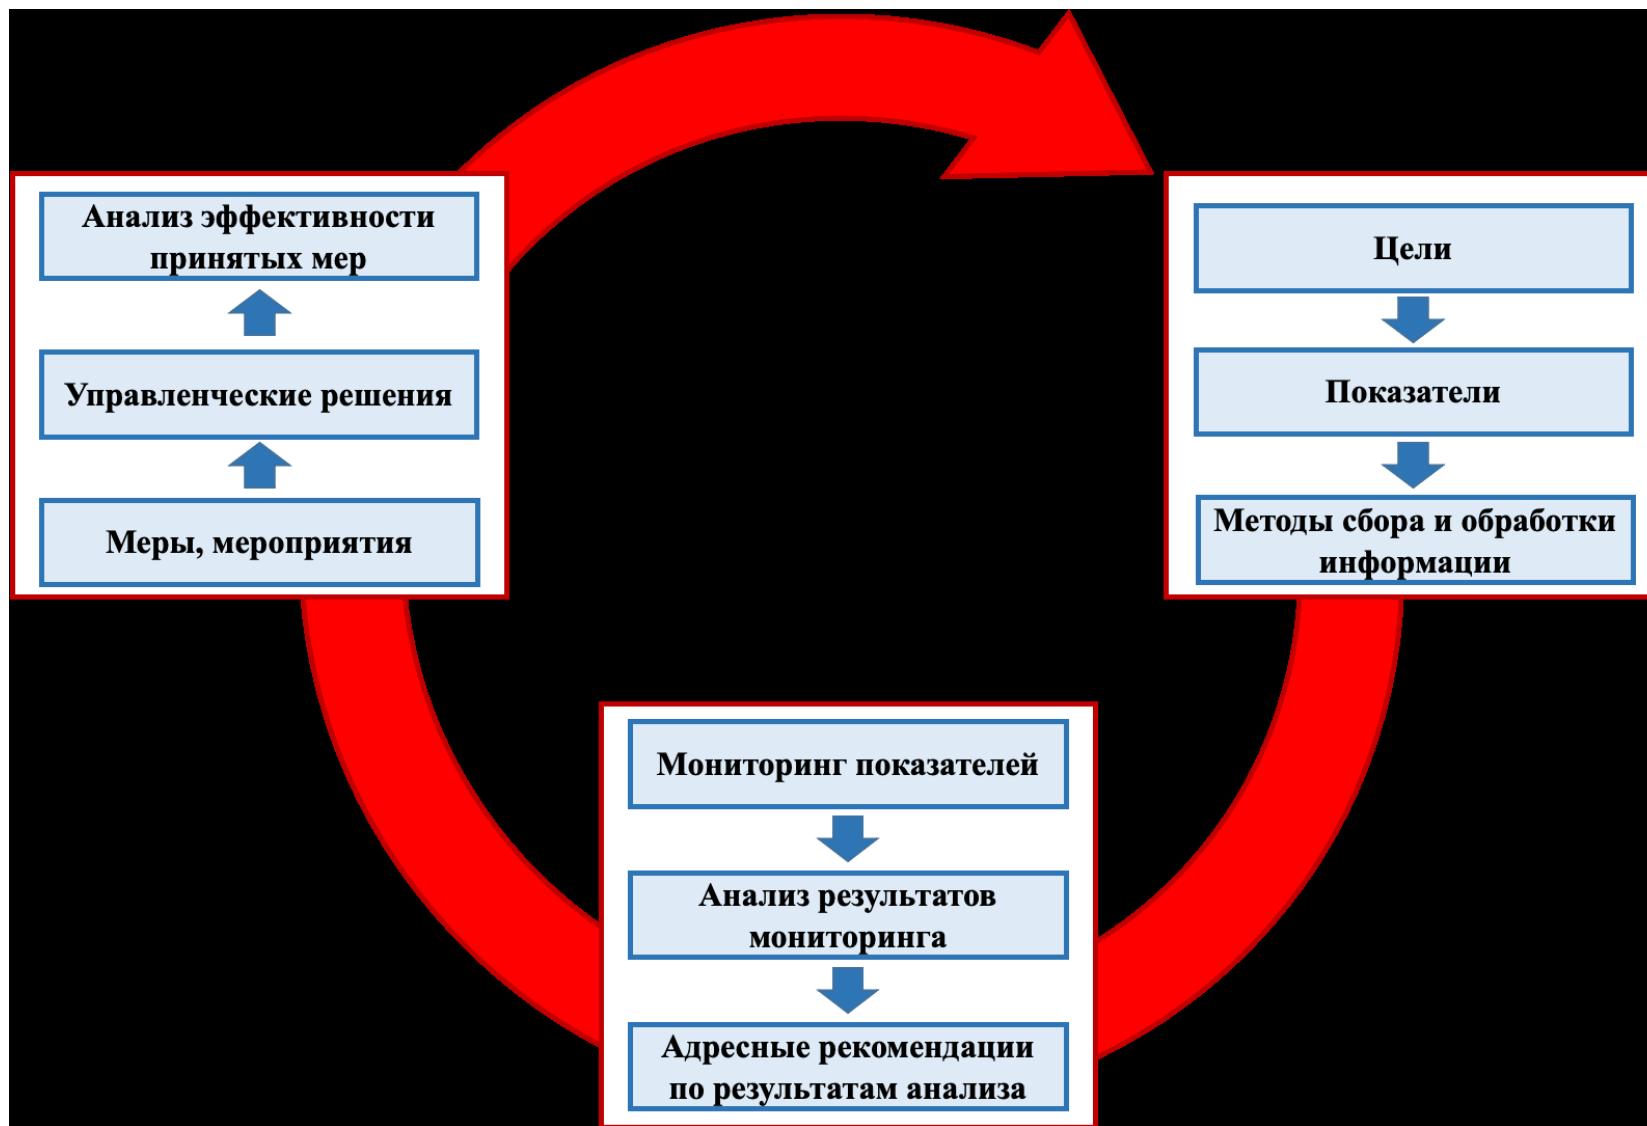 Анализ эффективности
принятых мер
Управленческие решения
Меры, мероприятия
Цели
Показатели
Методы сбора и обработки
информации
Мониторинг показателей
Анализ результатов
мониторинга
Адресные рекомендации
по результатам анализа